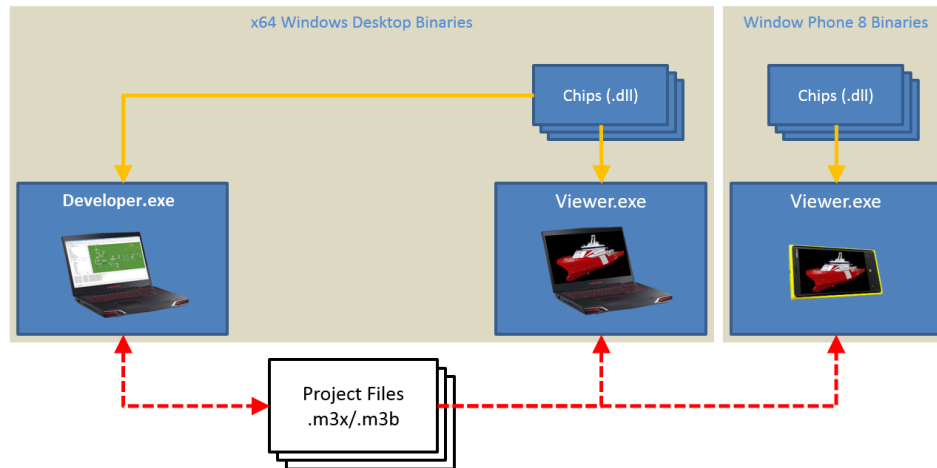 x64 Windows Desktop Binaries
Window Phone 8 Binaries
Chips (.dll)
Chips (.dll)
Developer.exe
Viewer.exe
Viewer.exe
Project Files
.m3x/.m3b